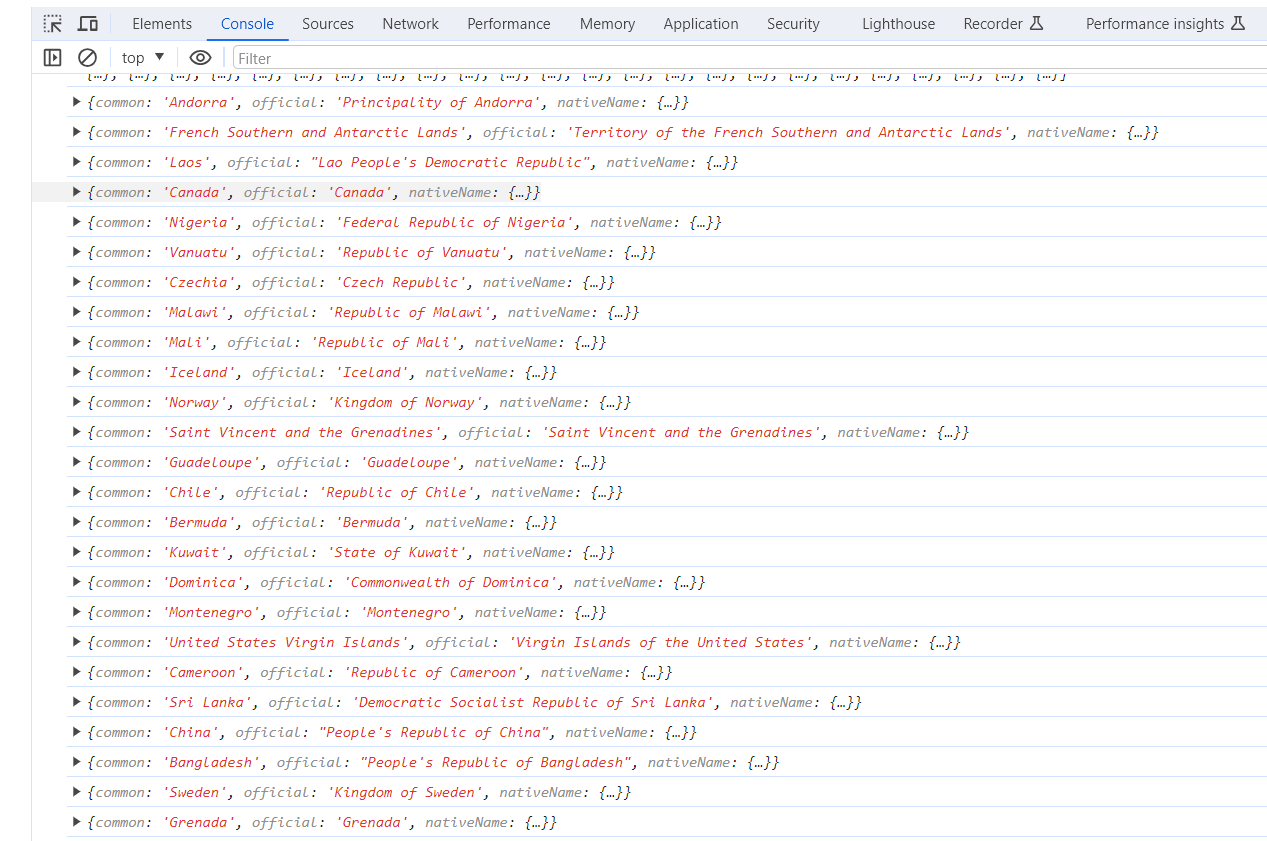 Elements Console Sources Network Performance Memory Application Security Lighthouse Recorder Performance insights
top ▼ Filter
{…}, {…}, {…}, {…}, {…}, {…}, {…}, {…}, {…}, {…}, {…}, {…}, {…}, {…}, {…}, {…}, {…}, {…}, {…}, {…}, {…}, {…}, {…}, {…}]
▶ {common: 'Andorra', official: 'Principality of Andorra', nativeName: {…}}
▶ {common: 'French Southern and Antarctic Lands', official: 'Territory of the French Southern and Antarctic Lands', nativeName: {…}}
▶ {common: 'Laos', official: "Lao People's Democratic Republic", nativeName: {…}}
▶ {common: 'Canada', official: 'Canada', nativeName: {…}}
▶ {common: 'Nigeria', official: 'Federal Republic of Nigeria', nativeName: {…}}
▶ {common: 'Vanuatu', official: 'Republic of Vanuatu', nativeName: {…}}
▶ {common: 'Czechia', official: 'Czech Republic', nativeName: {…}}
▶ {common: 'Malawi', official: 'Republic of Malawi', nativeName: {…}}
▶ {common: 'Mali', official: 'Republic of Mali', nativeName: {…}}
▶ {common: 'Iceland', official: 'Iceland', nativeName: {…}}
▶ {common: 'Norway', official: 'Kingdom of Norway', nativeName: {…}}
▶ {common: 'Saint Vincent and the Grenadines', official: 'Saint Vincent and the Grenadines', nativeName: {…}}
▶ {common: 'Guadeloupe', official: 'Guadeloupe', nativeName: {…}}
▶ {common: 'Chile', official: 'Republic of Chile', nativeName: {…}}
▶ {common: 'Bermuda', official: 'Bermuda', nativeName: {…}}
▶ {common: 'Kuwait', official: 'State of Kuwait', nativeName: {…}}
▶ {common: 'Dominica', official: 'Commonwealth of Dominica', nativeName: {…}}
▶ {common: 'Montenegro', official: 'Montenegro', nativeName: {…}}
▶ {common: 'United States Virgin Islands', official: 'Virgin Islands of the United States', nativeName: {…}}
▶ {common: 'Cameroon', official: 'Republic of Cameroon', nativeName: {…}}
▶ {common: 'Sri Lanka', official: 'Democratic Socialist Republic of Sri Lanka', nativeName: {…}}
▶ {common: 'China', official: "People's Republic of China", nativeName: {…}}
▶ {common: 'Bangladesh', official: "People's Republic of Bangladesh", nativeName: {…}}
▶ {common: 'Sweden', official: 'Kingdom of Sweden', nativeName: {…}}
▶ {common: 'Grenada', official: 'Grenada', nativeName: {…}}